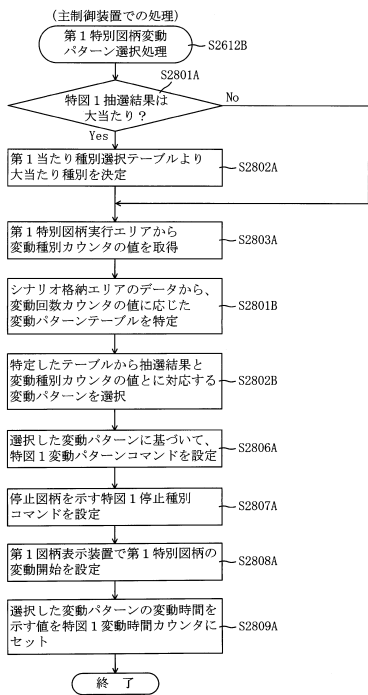 (主制御装置での処理)
第1特別図柄変動
パターン選択処理
S2612B
S2801A
特図1抽選結果は
大当たり?
No
Yes
第1当たり種別選択テーブルより
大当たり種別を決定
S2802A
第1特別図柄実行エリアから
変動種別カウンタの値を取得
S2803A
シナリオ格納エリアのデータから、
変動回数カウンタの値に応じた
変動パターンテーブルを特定
S2801B
特定したテーブルから抽選結果と
変動種別カウンタの値とに対応する
変動パターンを選択
S2802B
選択した変動パターンに基づいて、
特図1変動パターンコマンドを設定
S2806A
停止図柄を示す特図1停止種別
コマンドを設定
S2807A
第1図柄表示装置で第1特別図柄の
変動開始を設定
S2808A
選択した変動パターンの変動時間を
示す値を特図1変動時間カウンタに
セット
S2809A
終 了